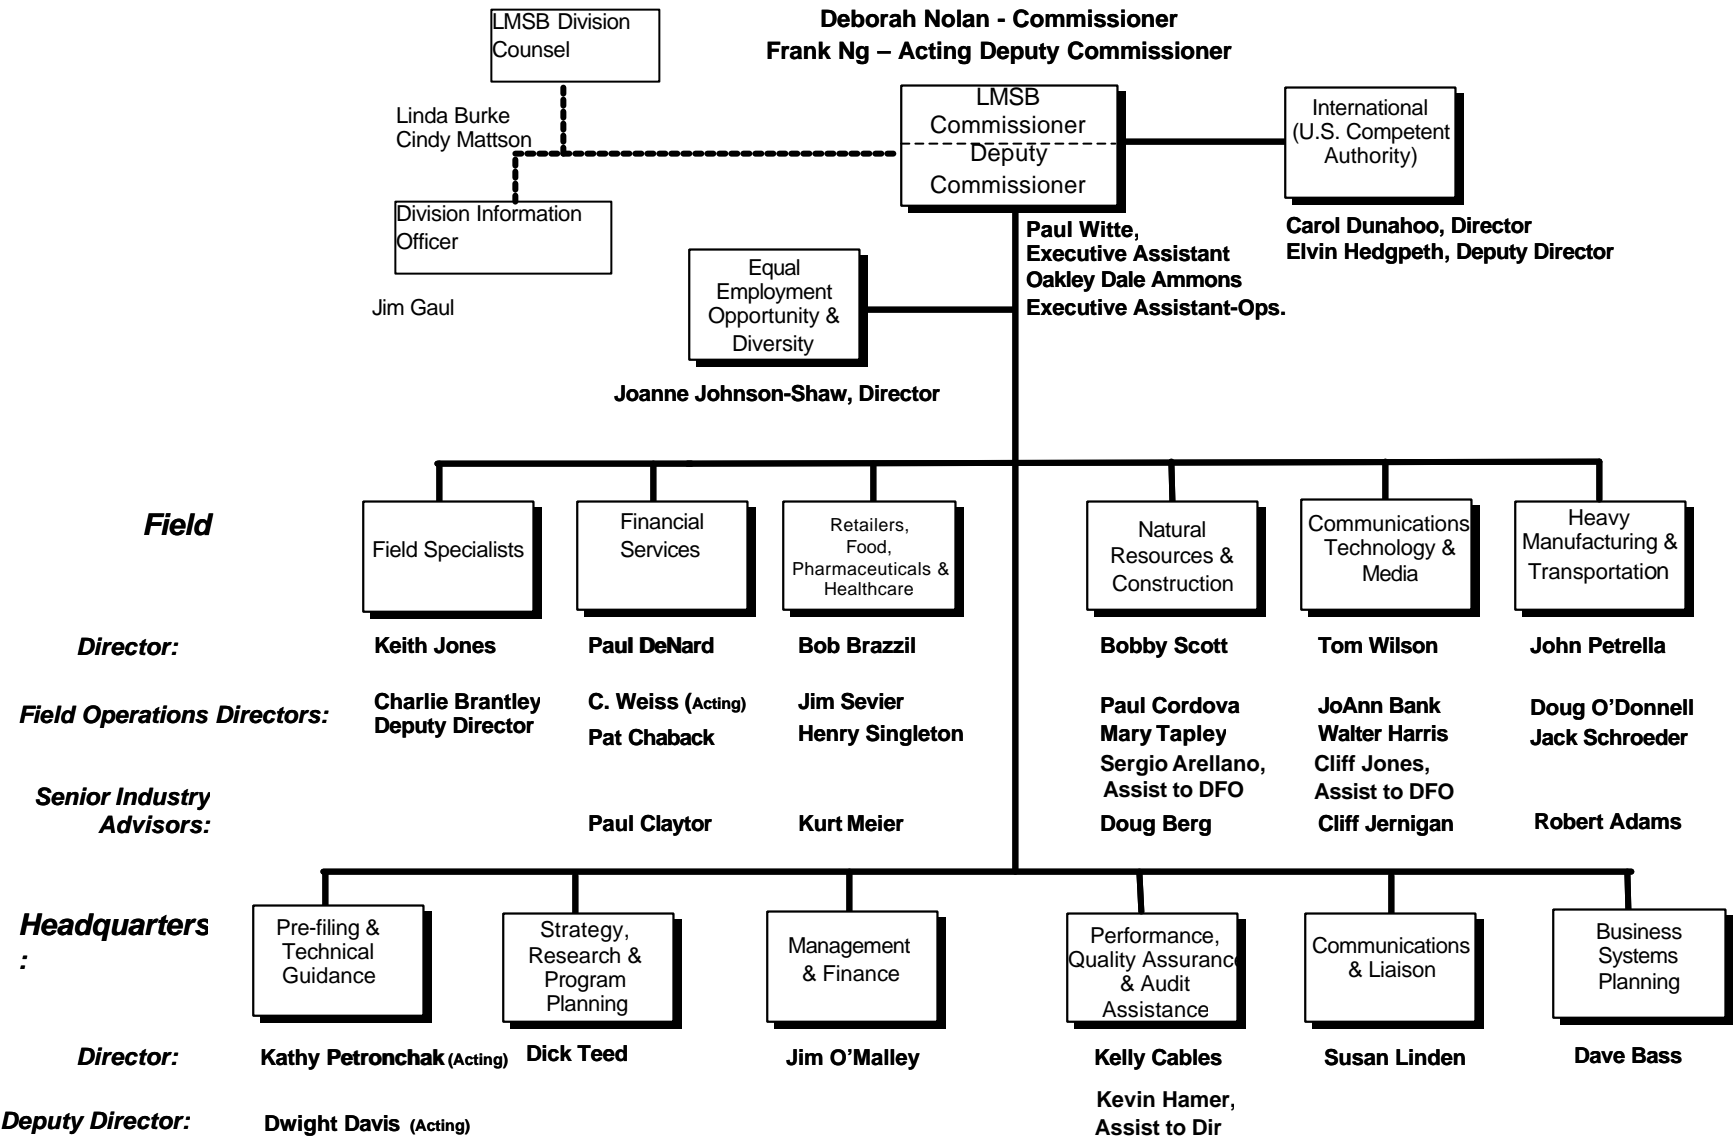 Deborah Nolan - Commissioner
Frank Ng – Acting Deputy Commissioner
LMSB Division
Counsel
Linda Burke
Cindy Mattson
Division Information
Officer
Jim Gaul
LMSB
Commissioner
Deputy
Commissioner
International
(U.S. Competent
Authority)
Paul Witte,
Executive Assistant
Oakley Dale Ammons
Executive Assistant-Ops.
Carol Dunahoo, Director
Elvin Hedgpeth, Deputy Director
Equal
Employment
Opportunity &
Diversity
Joanne Johnson-Shaw, Director
Field
Field Specialists
Financial
Services
Retailers,
Food,
Pharmaceuticals &
Healthcare
Natural
Resources &
Construction
Communications
Technology &
Media
Heavy
Manufacturing &
Transportation
Director:
Keith Jones
Paul DeNard
Bob Brazzil
Bobby Scott
Tom Wilson
John Petrella
Field Operations Directors:
Charlie Brantley
Deputy Director
C. Weiss (Acting)
Pat Chaback
Jim Sevier
Henry Singleton
Paul Cordova
Mary Tapley
Sergio Arellano,
Assist to DFO
JoAnn Bank
Walter Harris
Cliff Jones,
Assist to DFO
Doug O’Donnell
Jack Schroeder
Senior Industry
Advisors:
Paul Claytor
Kurt Meier
Doug Berg
Cliff Jernigan
Robert Adams
Headquarters
:
Pre-filing &
Technical
Guidance
Strategy,
Research &
Program
Planning
Management
& Finance
Performance,
Quality Assurance
& Audit
Assistance
Communications
& Liaison
Business
Systems
Planning
Director:
Kathy Petronchak (Acting)
Dick Teed
Jim O’Malley
Kelly Cables
Susan Linden
Dave Bass
Deputy Director:
Dwight Davis (Acting)
Kevin Hamer,
Assist to Dir